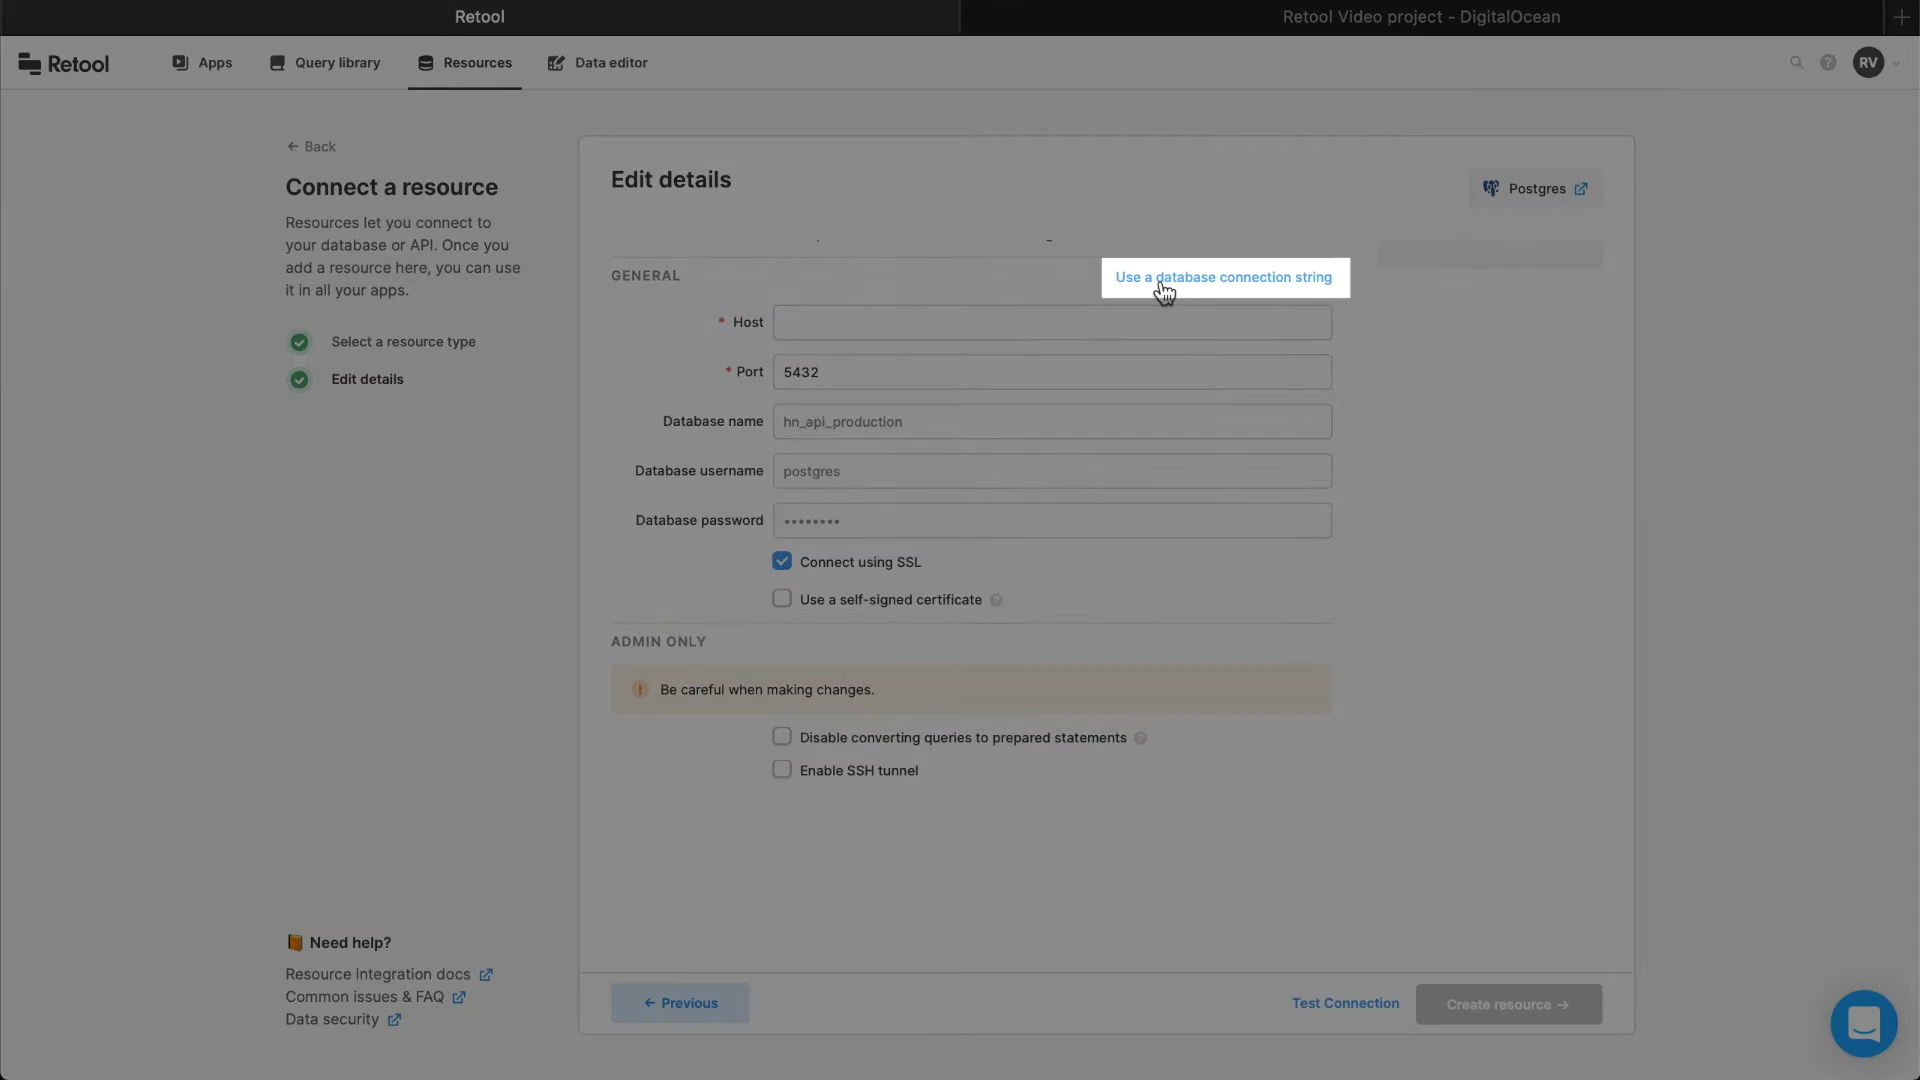 Retool
Retool Video project - DigitalOcean
Retool
Apps
Query library
Resources
Data editor
RV
← Back
Connect a resource
Resources let you connect to
your database or API. Once you
add a resource here, you can use
it in all your apps.
Select a resource type
Edit details
Need help?
Resource integration docs
Common issues & FAQ
Data security
Edit details
Postgres
GENERAL
Use a database connection string
* Host
* Port
5432
Database name
hn_api_production
Database username
postgres
Database password
••••••••
Connect using SSL
Use a self-signed certificate
ADMIN ONLY
Be careful when making changes.
Disable converting queries to prepared statements
Enable SSH tunnel
← Previous
Test Connection
Create resource →